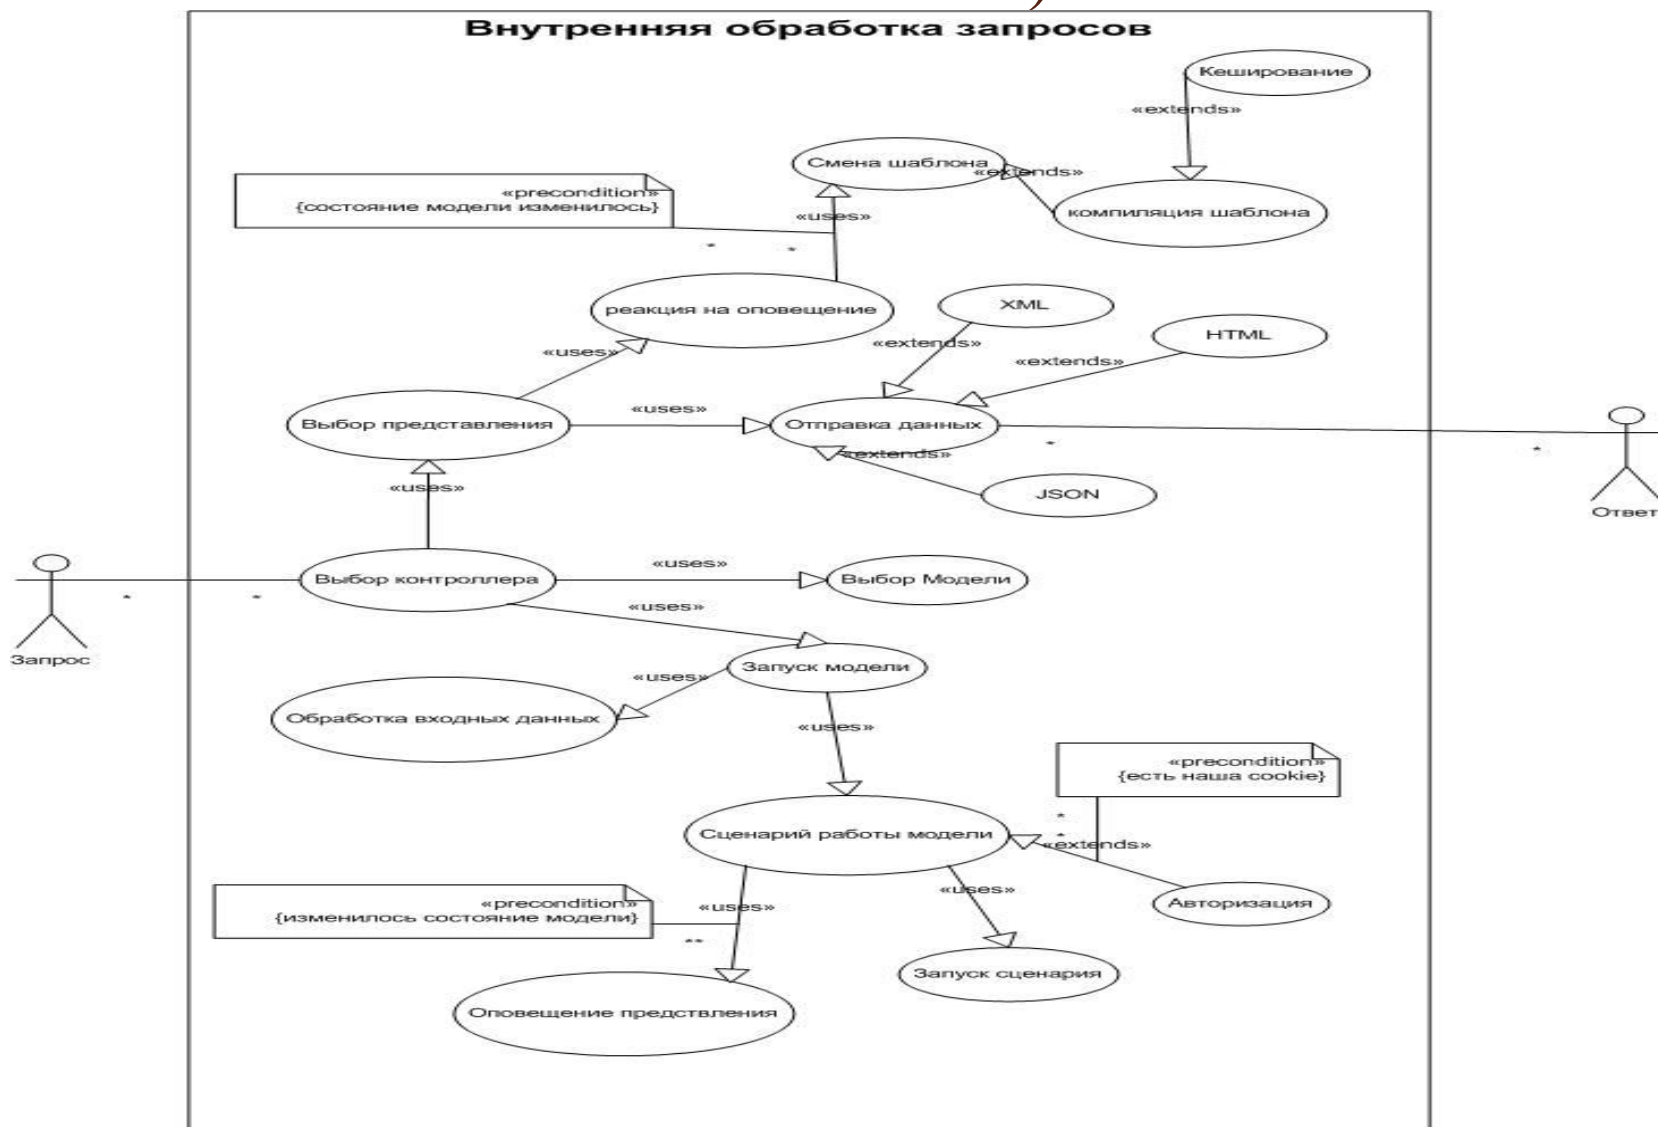 Внутренняя обработка запросов
Кеширование
«extends»
Смена шаблона
«extends»
«precondition»
{состояние модели изменилось}
«uses»
компиляция шаблона
* *
реакция на оповещение
XML
HTML
«uses»
«extends»
«extends»
Выбор представления
«uses»
Отправка данных
*
*
«extends»
«uses»
JSON
Ответ
Выбор контроллера
«uses»
Выбор Модели
* *
«uses»
Запрос
Запуск модели
«uses»
Обработка входных данных
«uses»
«precondition»
{есть наша cookie}
*
*
Сценарий работы модели
«extends»
«uses»
Авторизация
«precondition»
{изменилось состояние модели}
«uses»
**
Запуск сценария
Оповещение предствления